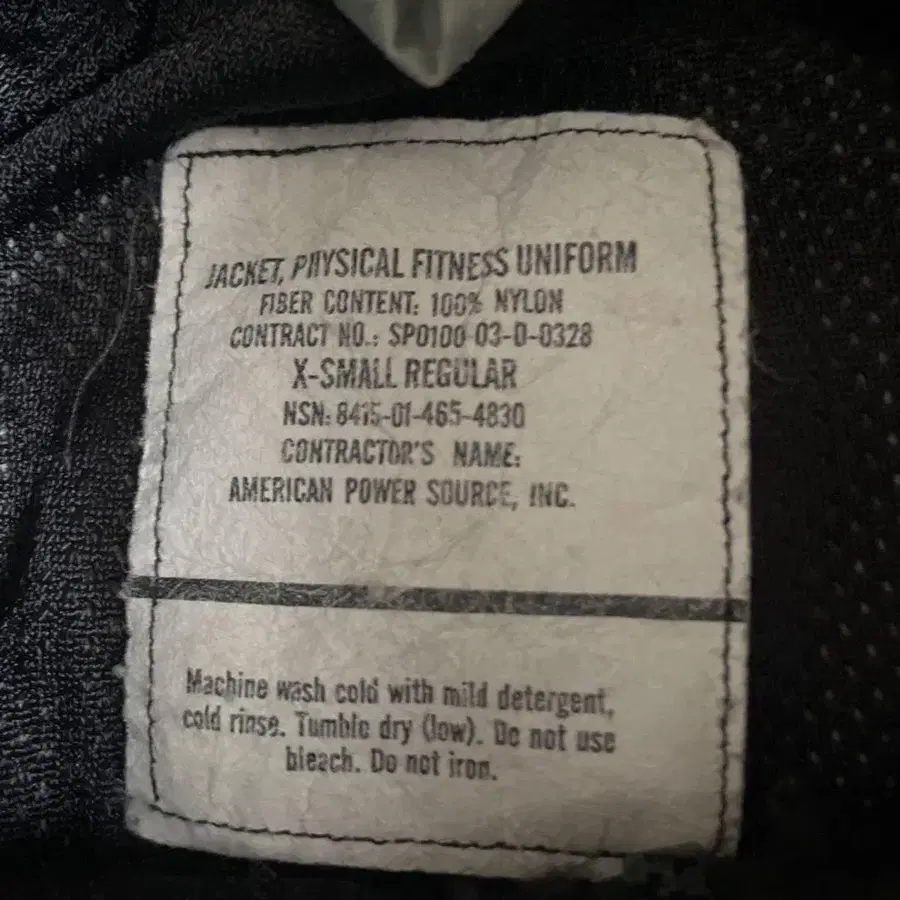 JACKET, PHYSICAL FITNESS UNIFORM
FIBER CONTENT: 100% NYLON
CONTRACT NO.: SP0100-03-D-0328
X-SMALL REGULAR
NSN: 8415-01-465-4830
CONTRACTOR'S NAME:
AMERICAN POWER SOURCE, INC.
Machine wash cold with mild detergent,
cold rinse. Tumble dry (low). Do not use
bleach. Do not iron.